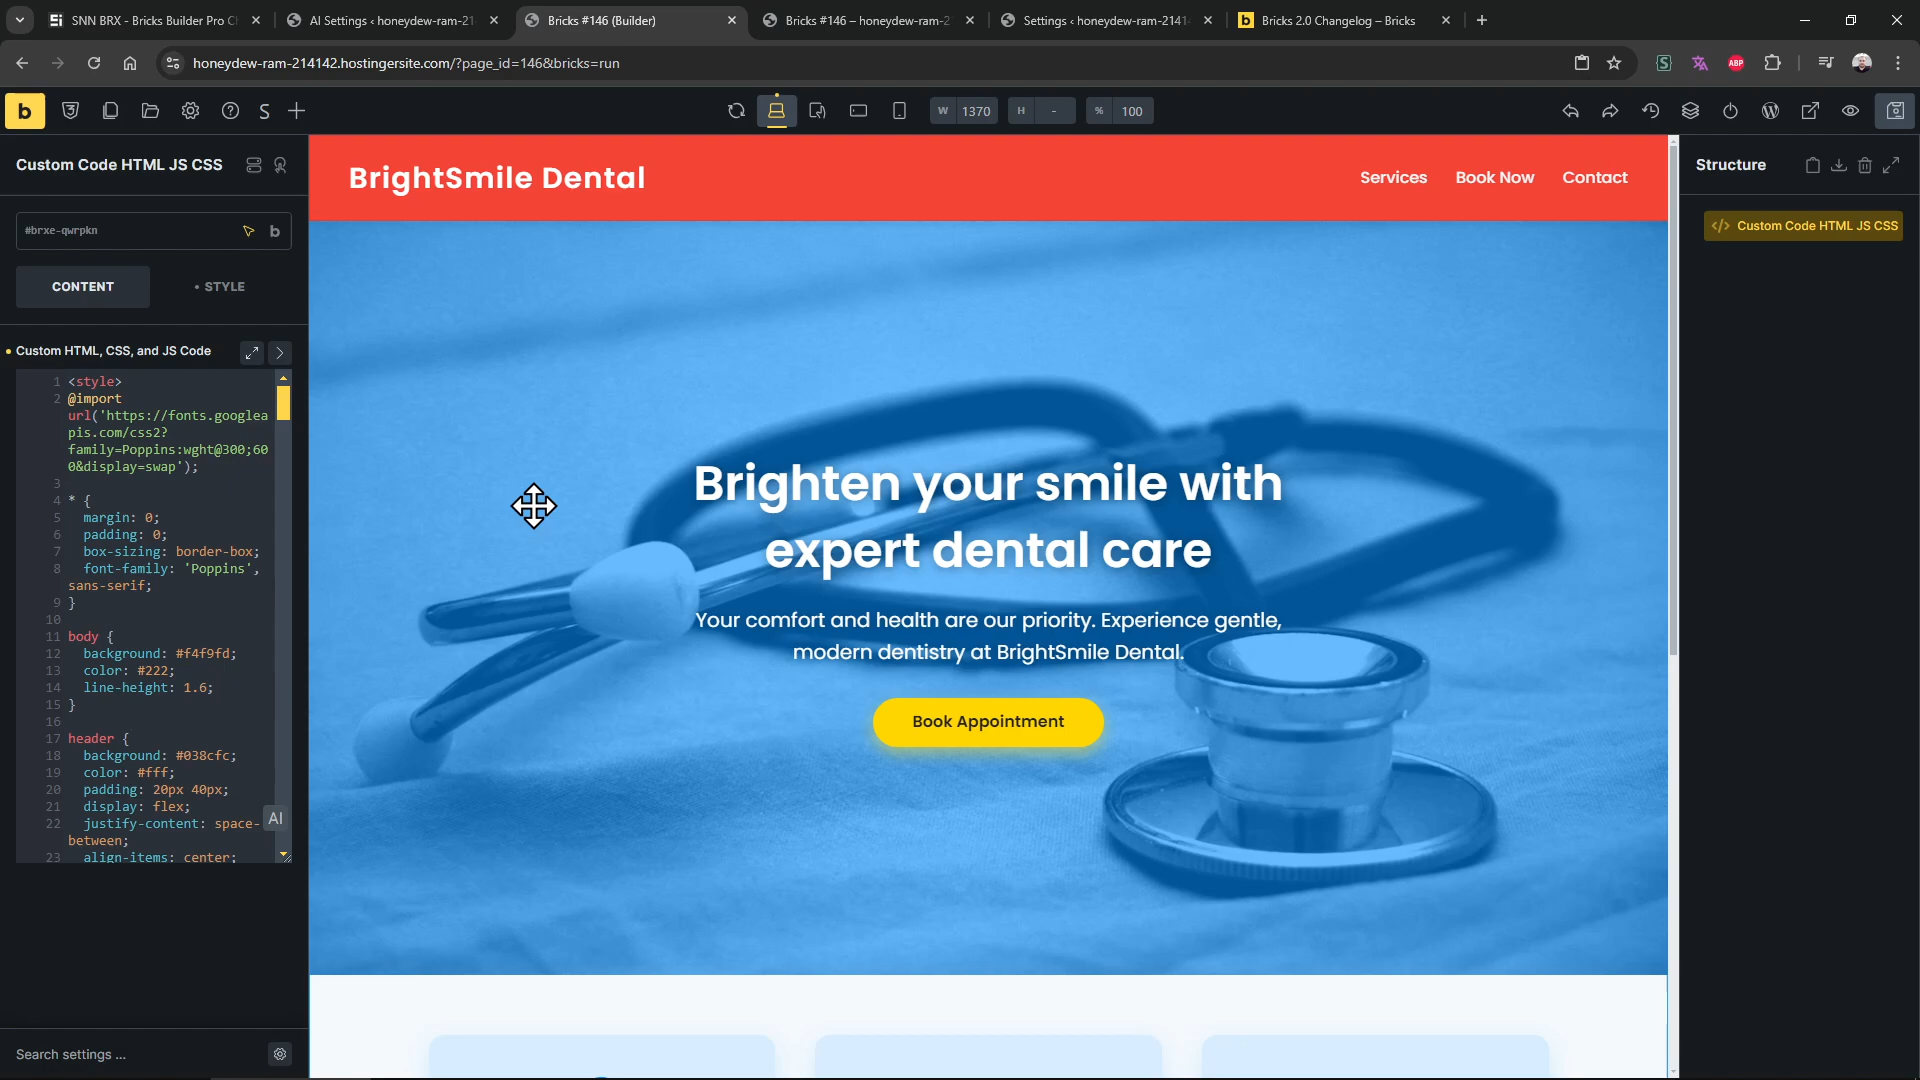 SNN BRX - Bricks Builder Pro C
AI Settings ‹ honeydew-ram-21
Bricks #146 (Builder)
Bricks #146 – honeydew-ram-2
Settings ‹ honeydew-ram-2141
Bricks 2.0 Changelog – Bricks
honeydew-ram-214142.hostingersite.com/?page_id=146&bricks=run
ABP
b
S
W 1370
H -
% 100
Custom Code HTML JS CSS
#brxe-qwrpkn
b
CONTENT
• STYLE
Custom HTML, CSS, and JS Code
1 <style>
2 @import
url('https://fonts.googlea
pis.com/css2?
family=Poppins:wght@300;60
0&display=swap');
3
4 * {
5 margin: 0;
6 padding: 0;
7 box-sizing: border-box;
8 font-family: 'Poppins',
sans-serif;
9 }
10
11 body {
12 background: #f4f9fd;
13 color: #222;
14 line-height: 1.6;
15 }
16
17 header {
18 background: #038cfc;
19 color: #fff;
20 padding: 20px 40px;
21 display: flex;
22 justify-content: space-
between;
23 align-items: center;
AI
Search settings ...
BrightSmile Dental
Services
Book Now
Contact
Brighten your smile with
expert dental care
Your comfort and health are our priority. Experience gentle,
modern dentistry at BrightSmile Dental.
Book Appointment
Structure
</> Custom Code HTML JS CSS